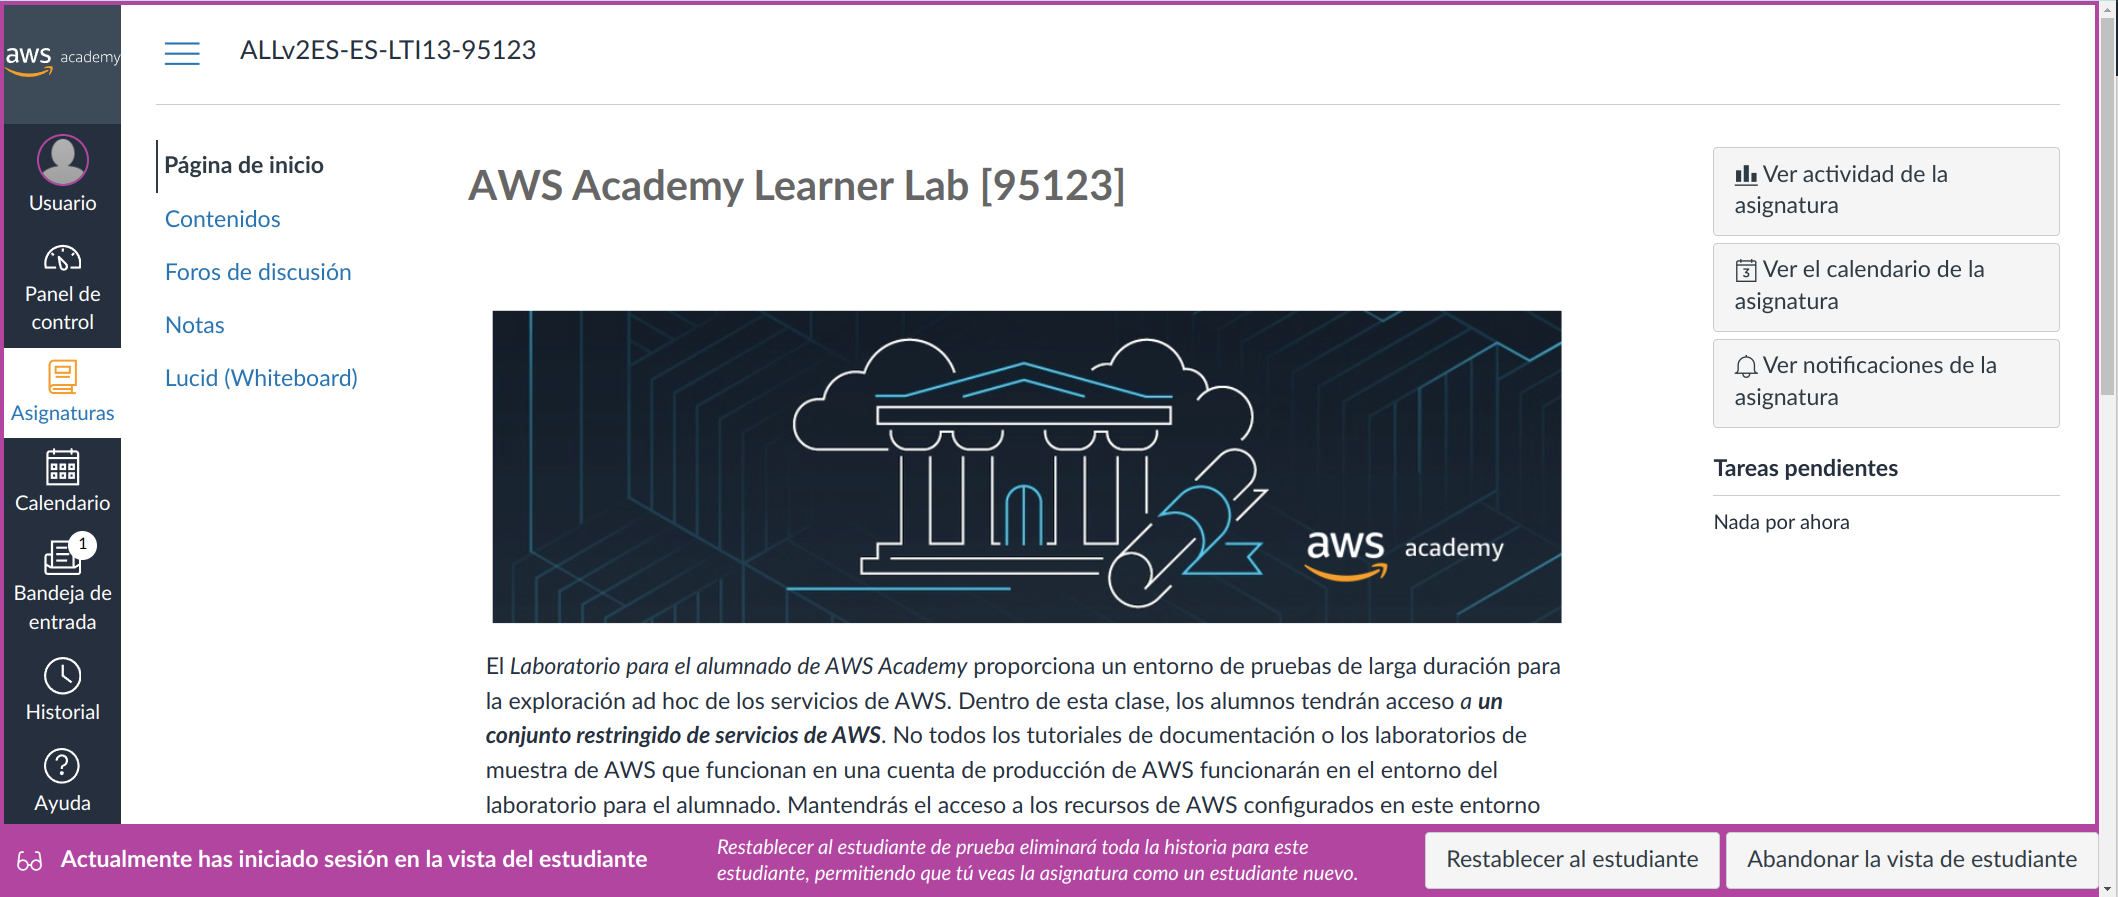 aws academy
Usuario
Panel de
control
Asignaturas
Calendario
1
Bandeja de
entrada
Historial
Ayuda
ALLv2ES-ES-LTI13-95123
Página de inicio
Contenidos
Foros de discusión
Notas
Lucid (Whiteboard)
AWS Academy Learner Lab [95123]
aws academy
El Laboratorio para el alumnado de AWS Academy proporciona un entorno de pruebas de larga duración para
la exploración ad hoc de los servicios de AWS. Dentro de esta clase, los alumnos tendrán acceso a un
conjunto restringido de servicios de AWS. No todos los tutoriales de documentación o los laboratorios de
muestra de AWS que funcionan en una cuenta de producción de AWS funcionarán en el entorno del
laboratorio para el alumnado. Mantendrás el acceso a los recursos de AWS configurados en este entorno
Ver actividad de la
asignatura
3 Ver el calendario de la
asignatura
Ver notificaciones de la
asignatura
Tareas pendientes
Nada por ahora
Actualmente has iniciado sesión en la vista del estudiante
Restablecer al estudiante de prueba eliminará toda la historia para este
estudiante, permitiendo que tú veas la asignatura como un estudiante nuevo.
Restablecer al estudiante
Abandonar la vista de estudiante